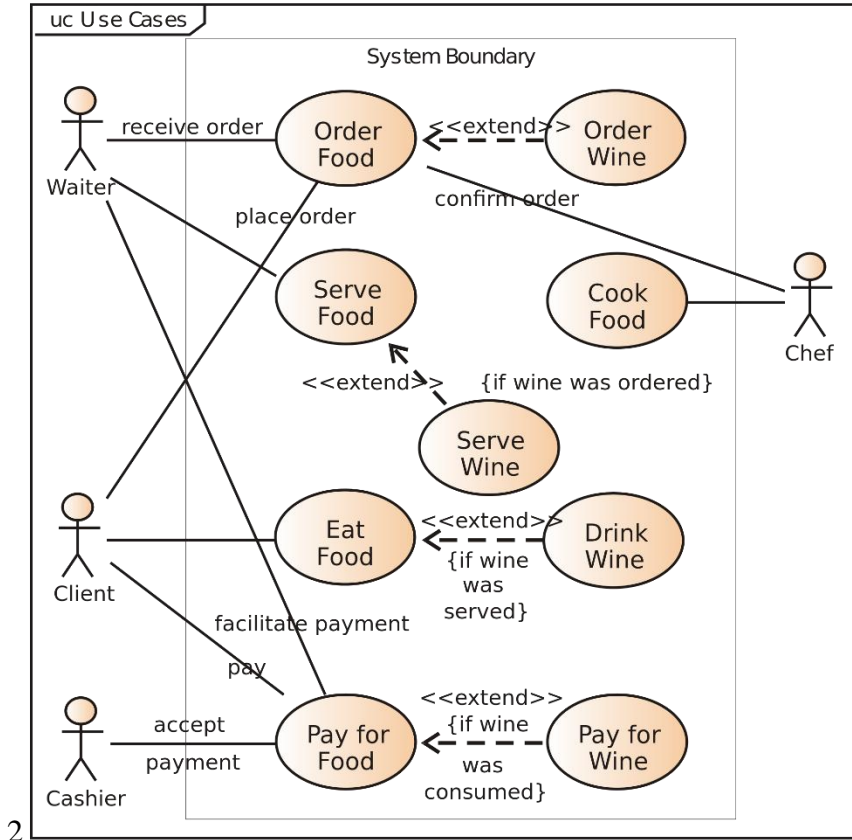 uc Use Cases
System Boundary
receive order
Order
Food
<<extend>>
Order
Wine
Waiter
confirm order
place order
Serve
Food
Cook
Food
Chef
<<extend>>
{if wine was ordered}
Serve
Wine
Eat
Food
<<extend>>
{if wine
was
served}
Drink
Wine
Client
facilitate payment
pay
accept
payment
Pay for
Food
<<extend>>
{if wine
was
consumed}
Pay for
Wine
Cashier
2